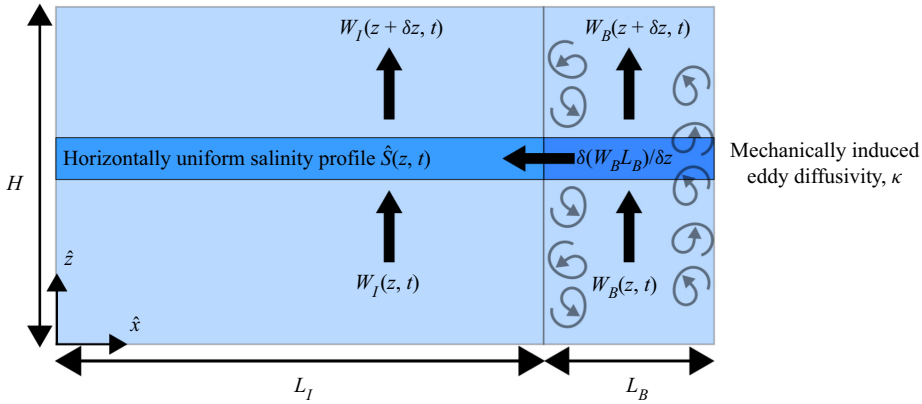 W_I(z + δz, t)
W_B(z + δz, t)
H
Horizontally uniform salinity profile Ŝ(z, t)
δ(W_B L_B)/δz
Mechanically induced
eddy diffusivity, κ
ẑ
W_I(z, t)
W_B(z, t)
x̂
L_I
L_B